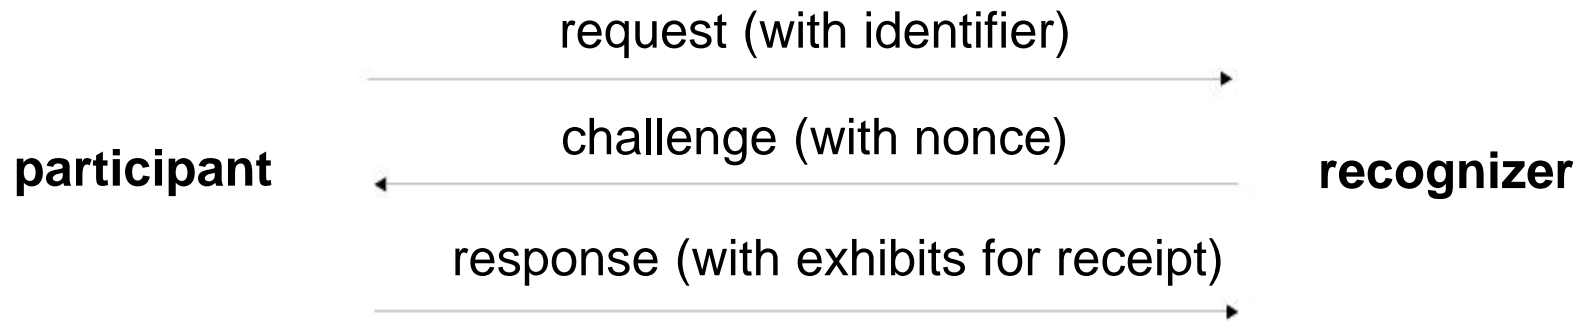 request (with identifier)
challenge (with nonce)
participant
recognizer
response (with exhibits for receipt)